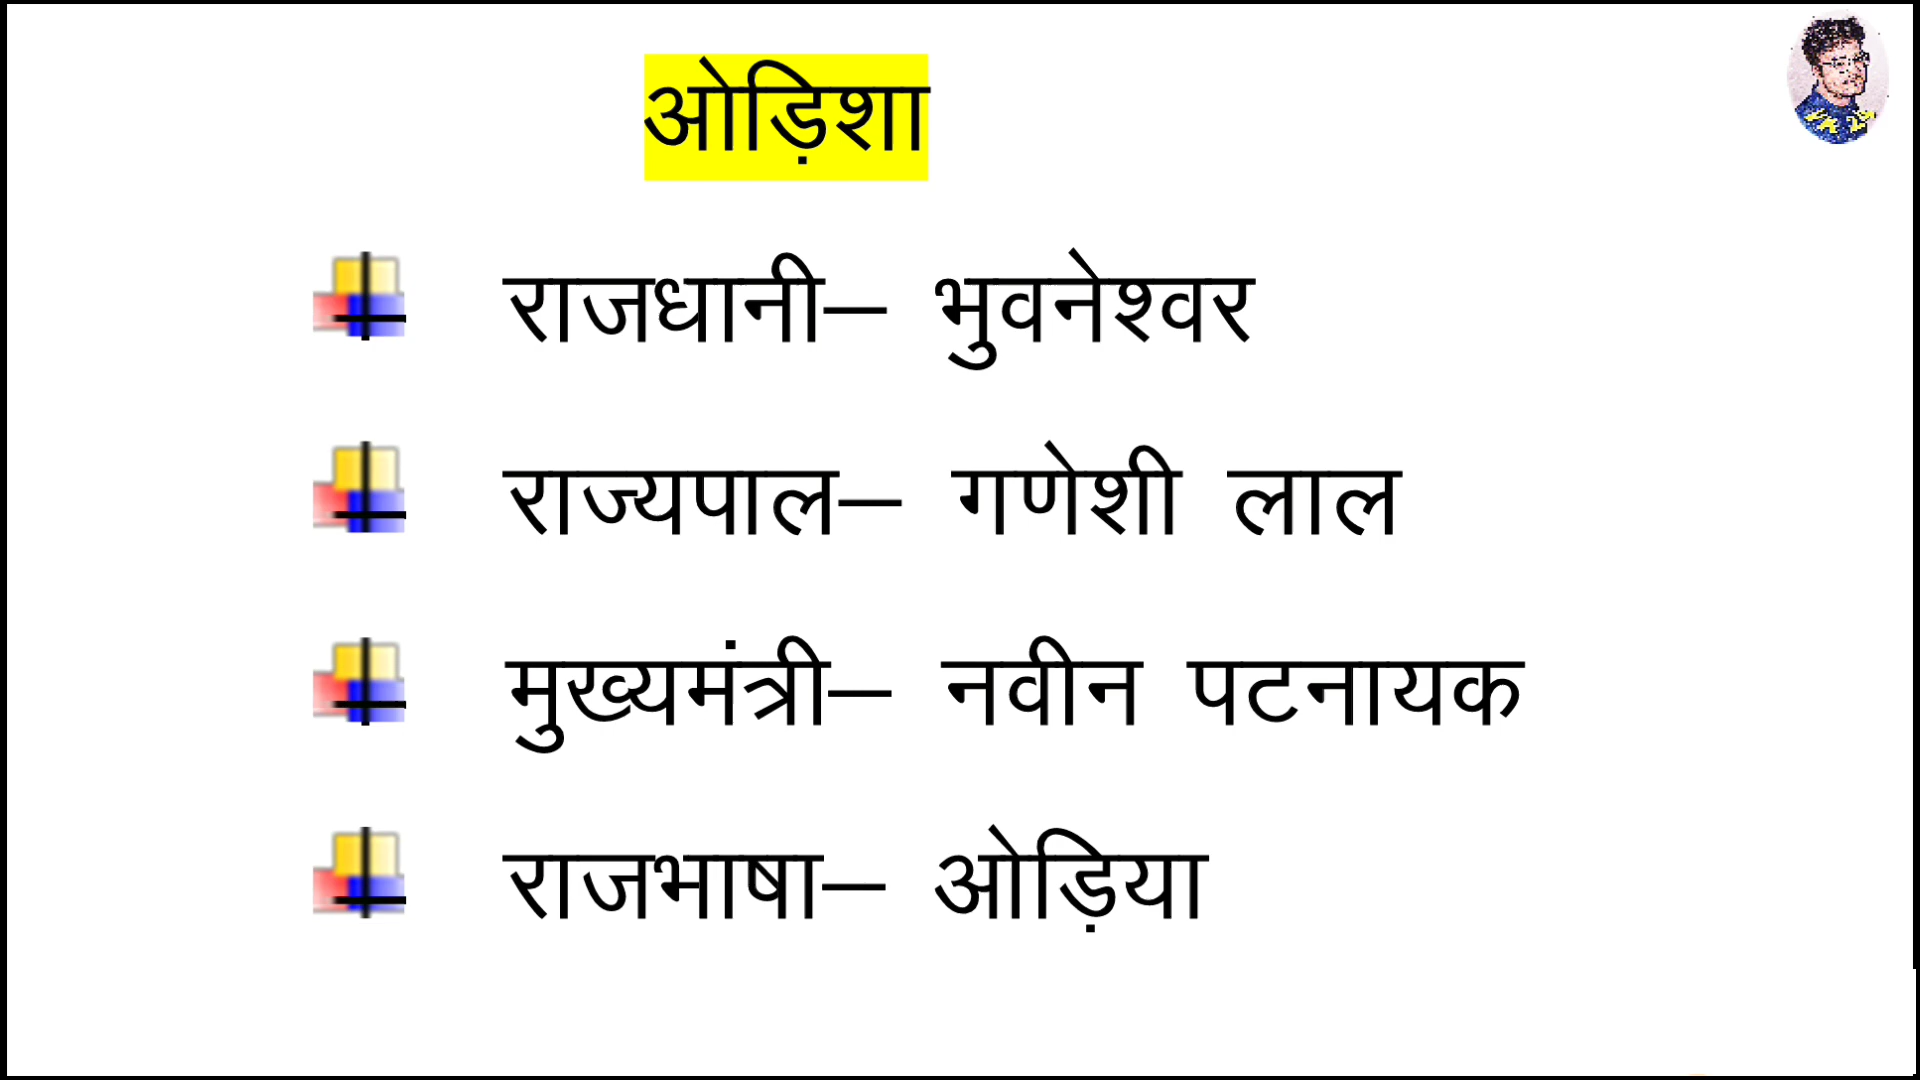 ओड़िशा
राजधानी– भुवनेश्वर
राज्यपाल– गणेशी लाल
मुख्यमंत्री– नवीन पटनायक
राजभाषा– ओड़िया